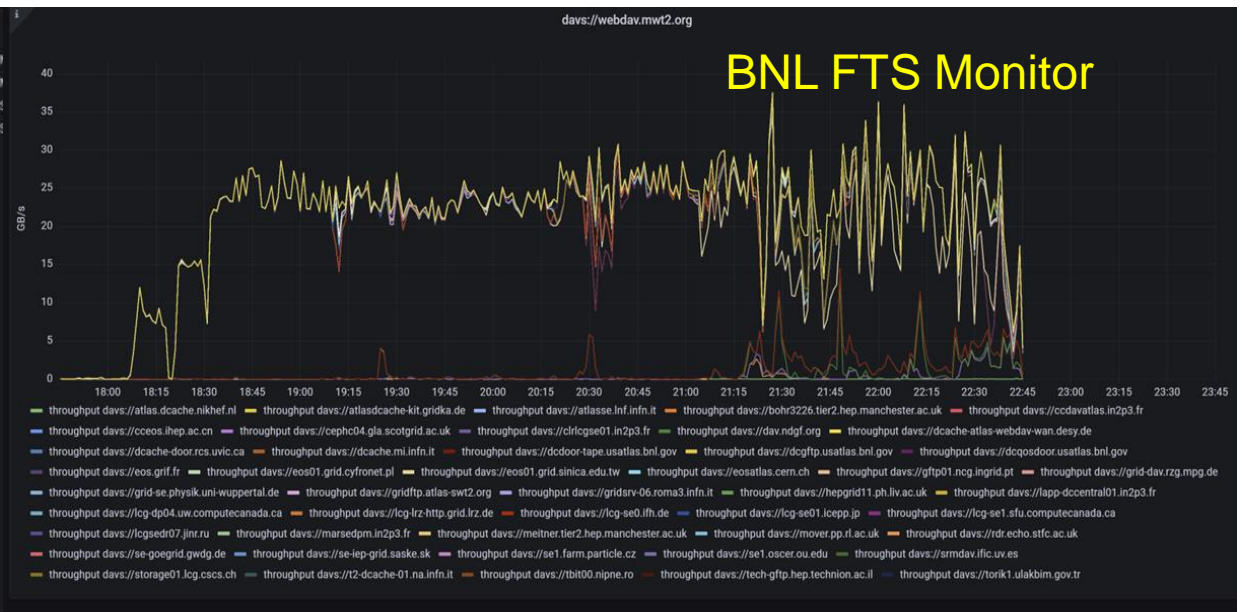 davs://webdav.mwt2.org
BNL FTS Monitor
GB/s
40
35
30
25
20
15
10
5
0
18:00 18:15 18:30 18:45 19:00 19:15 19:30 19:45 20:00 20:15 20:30 20:45 21:00 21:15 21:30 21:45 22:00 22:15 22:30 22:45 23:00 23:15 23:30 23:45
throughput davs://atlas.dcache.nikhef.nl throughput davs://atlasdcache-kit.gridka.de throughput davs://atlasse.lnf.infn.it throughput davs://bohr3226.tier2.hep.manchester.ac.uk throughput davs://ccdavatlas.in2p3.fr
throughput davs://cceos.ihep.ac.cn throughput davs://cephc04.gla.scotgrid.ac.uk throughput davs://clrlcgse01.in2p3.fr throughput davs://dav.ndgf.org throughput davs://dcache-atlas-webdav-wan.desy.de
throughput davs://dcache-door.rcs.uvic.ca throughput davs://dcache.mi.infn.it throughput davs://dcdoor-tape.usatlas.bnl.gov throughput davs://dcgftp.usatlas.bnl.gov throughput davs://dcqosdoor.usatlas.bnl.gov
throughput davs://eos.grif.fr throughput davs://eos01.grid.cyfronet.pl throughput davs://eos01.grid.sinica.edu.tw throughput davs://eosatlas.cern.ch throughput davs://gftp01.ncg.ingrid.pt throughput davs://grid-dav.rzg.mpg.de
throughput davs://grid-se.physik.uni-wuppertal.de throughput davs://gridftp.atlas-swt2.org throughput davs://gridsrv-06.roma3.infn.it throughput davs://hepgrid11.ph.liv.ac.uk throughput davs://lapp-dccentral01.in2p3.fr
throughput davs://lcg-dp04.uw.computecanada.ca throughput davs://lcg-lrz-http.grid.lrz.de throughput davs://lcg-se0.ifh.de throughput davs://lcg-se01.icepp.jp throughput davs://lcg-se1.sfu.computecanada.ca
throughput davs://lcgsedr07.jinr.ru throughput davs://marsedpm.in2p3.fr throughput davs://meitner.tier2.hep.manchester.ac.uk throughput davs://mover.pp.rl.ac.uk throughput davs://rdr.echo.stfc.ac.uk
throughput davs://se-goegrid.gwdg.de throughput davs://se-iep-grid.saske.sk throughput davs://se1.farm.particle.cz throughput davs://se1.oscer.ou.edu throughput davs://srmdav.ific.uv.es
throughput davs://storage01.lcg.cscs.ch throughput davs://t2-dcache-01.na.infn.it throughput davs://tbit00.nipne.ro throughput davs://tech-gftp.hep.technion.ac.il throughput davs://torik1.ulakbim.gov.tr